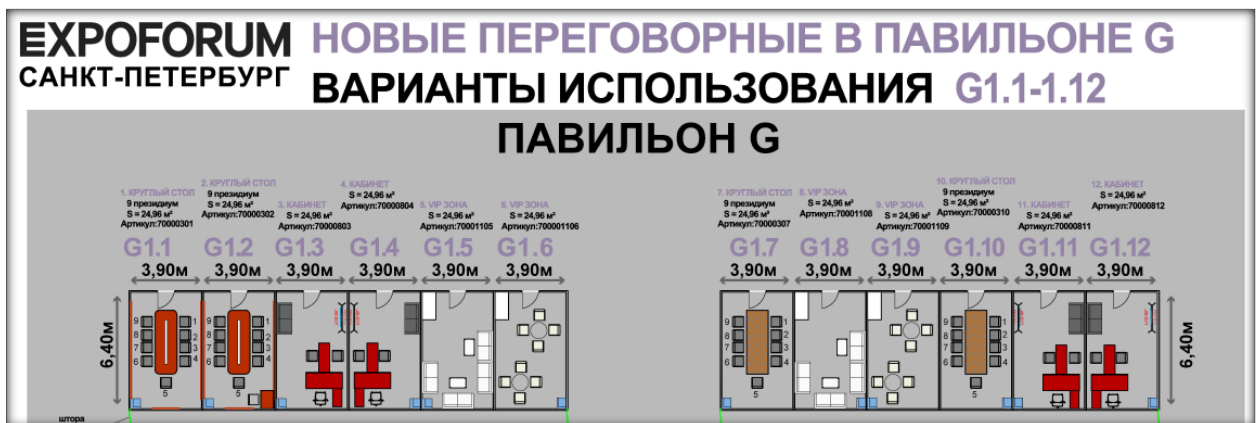 EXPOFORUM
САНКТ-ПЕТЕРБУРГ
НОВЫЕ ПЕРЕГОВОРНЫЕ В ПАВИЛЬОНЕ G
ВАРИАНТЫ ИСПОЛЬЗОВАНИЯ G1.1-1.12
ПАВИЛЬОН G
1. КРУГЛЫЙ СТОЛ
9 президиум
S = 24,96 м²
Артикул:70000301
G1.1
3,90м
2. КРУГЛЫЙ СТОЛ
9 президиум
S = 24,96 м²
Артикул:70000302
G1.2
3,90м
3. КАБИНЕТ
S = 24,96 м²
Артикул:70000803
G1.3
3,90м
4. КАБИНЕТ
S = 24,96 м²
Артикул:70000804
G1.4
3,90м
5. VIP ЗОНА
S = 24,96 м²
Артикул:70001105
G1.5
3,90м
6. VIP ЗОНА
S = 24,96 м²
Артикул:700001106
G1.6
3,90м
7. КРУГЛЫЙ СТОЛ
9 президиум
S = 24,96 м²
Артикул:70000307
G1.7
3,90м
8. VIP ЗОНА
S = 24,96 м²
Артикул:70001108
G1.8
3,90м
9. VIP ЗОНА
S = 24,96 м²
Артикул:70001109
G1.9
3,90м
10. КРУГЛЫЙ СТОЛ
9 президиум
S = 24,96 м²
Артикул:70000310
G1.10
3,90м
11. КАБИНЕТ
S = 24,96 м²
Артикул:70000811
G1.11
3,90м
12. КАБИНЕТ
S = 24,96 м²
Артикул:70000812
G1.12
3,90м
6,40м
9 1
8 2
7 3
6 4
5
9 1
8 2
7 3
6 4
5
9 1
8 2
7 3
6 4
5
9 1
8 2
7 3
6 4
5
6,40м
штора